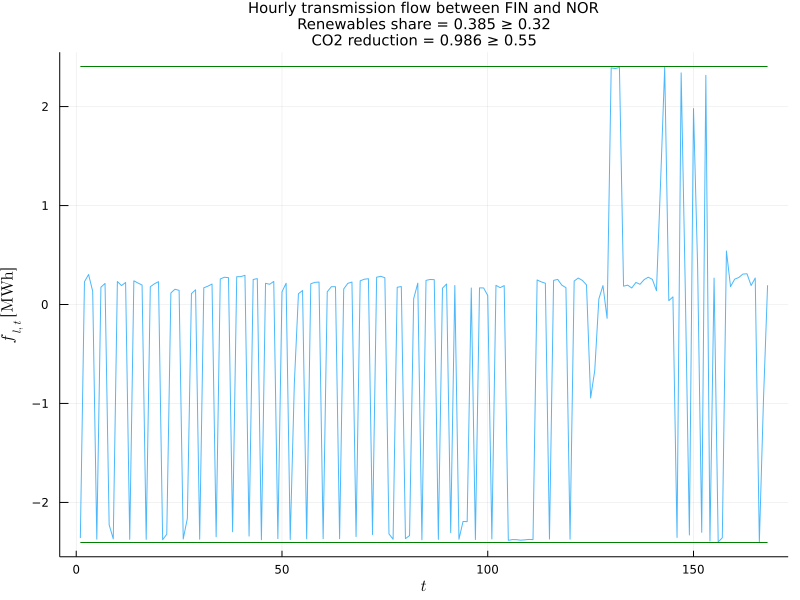 Hourly transmission flow between FIN and NOR
Renewables share = 0.385 ≥ 0.32
CO2 reduction = 0.986 ≥ 0.55
f_{l,t} [MWh]
2
1
0
−1
−2
0 50 100 150
t